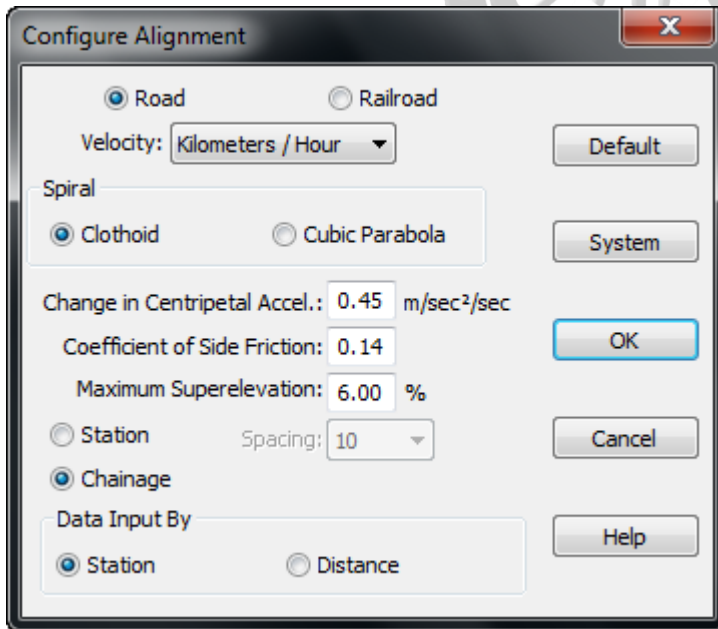 Configure Alignment
Road Railroad
Velocity: Kilometers / Hour
Default
Spiral
Clothoid Cubic Parabola
System
Change in Centripetal Accel.: 0.45 m/sec²/sec
Coefficient of Side Friction: 0.14
OK
Maximum Superelevation: 6.00 %
Station Spacing: 10
Cancel
Chainage
Data Input By
Help
Station Distance